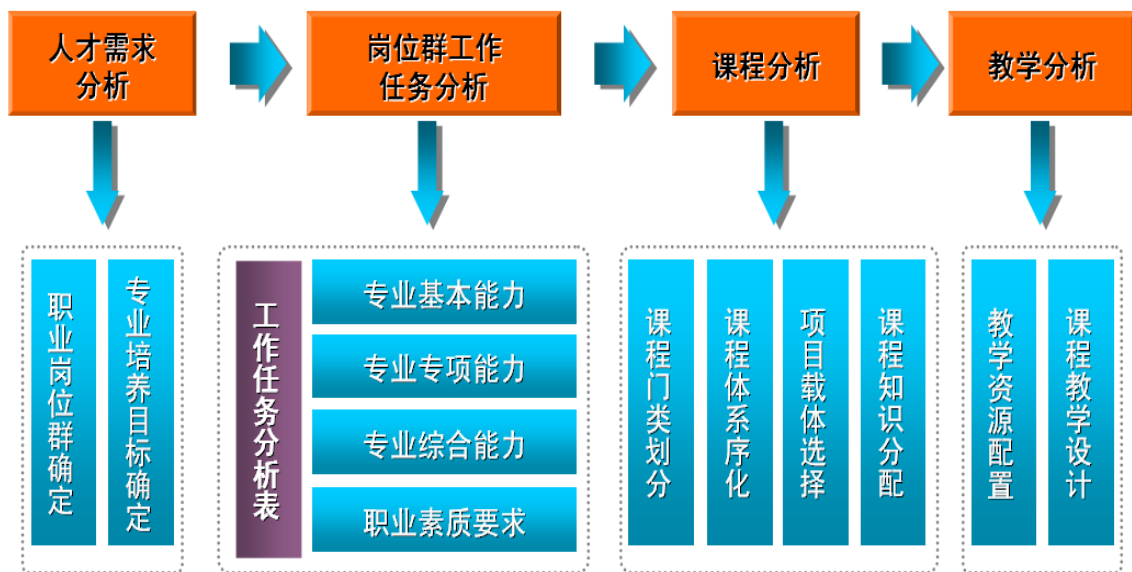 人才需求
分析
岗位群工作
任务分析
课程分析
教学分析
职业岗位群确定
专业培养目标确定
工作任务分析表
专业基本能力
专业专项能力
专业综合能力
职业素质要求
课程门类划分
课程体系序化
项目载体选择
课程知识分配
教学资源配置
课程教学设计